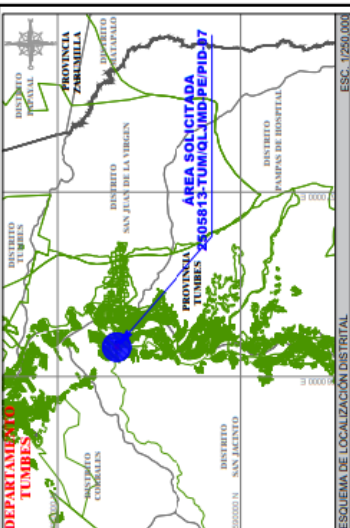 DISTRITO
PAPAYAL
PROVINCIA
ZARUMILLA
DISTRITO
MATAPALO
DISTRITO
TUMBES
DISTRITO
SAN JUAN DE LA VIRGEN
ÁREA SOLICITADA
2505813-TUM/QLJMD-PE/PID-07
DISTRITO
PAMPAS DE HOSPITAL
DEPARTAMENTO
TUMBES
PROVINCIA
TUMBES
DISTRITO
CORRALES
DISTRITO
SAN JACINTO
ESQUEMA DE LOCALIZACIÓN DISTRITAL
ESC. 1/250,000